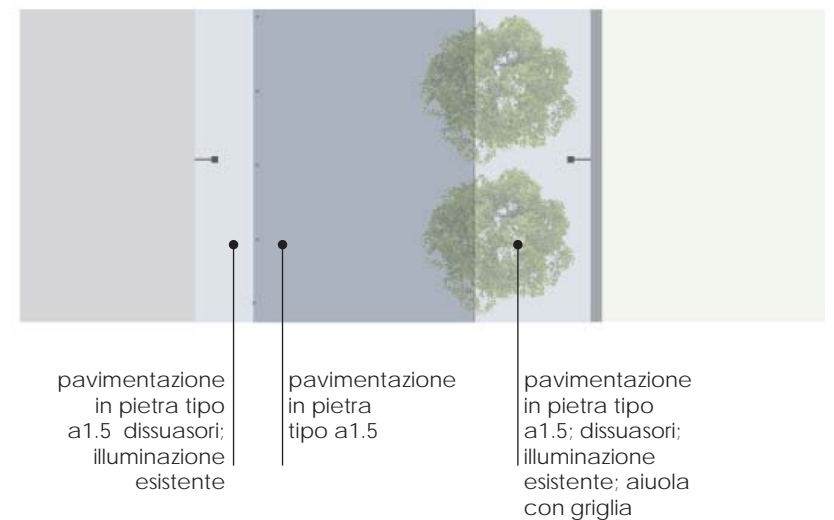 pavimentazione
in pietra tipo
a1.5 dissuasori;
illuminazione
esistente
pavimentazione
in pietra
tipo a1.5
pavimentazione
in pietra tipo
a1.5; dissuasori;
illuminazione
esistente; aiuola
con griglia